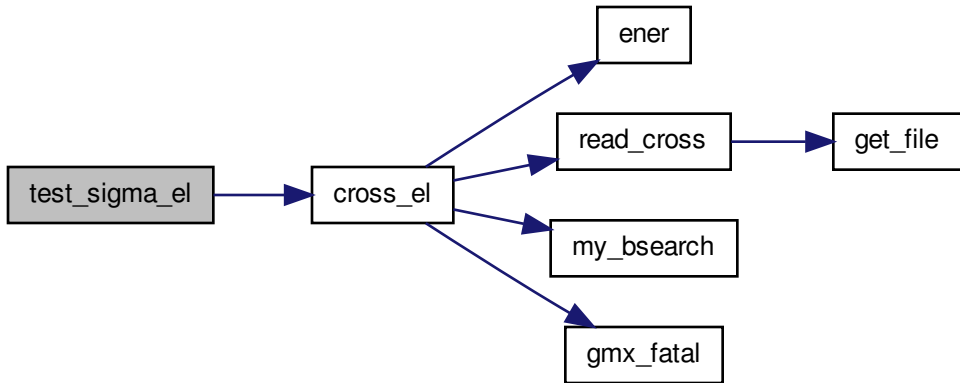 test_sigma_el
cross_el
ener
read_cross
get_file
my_bsearch
gmx_fatal